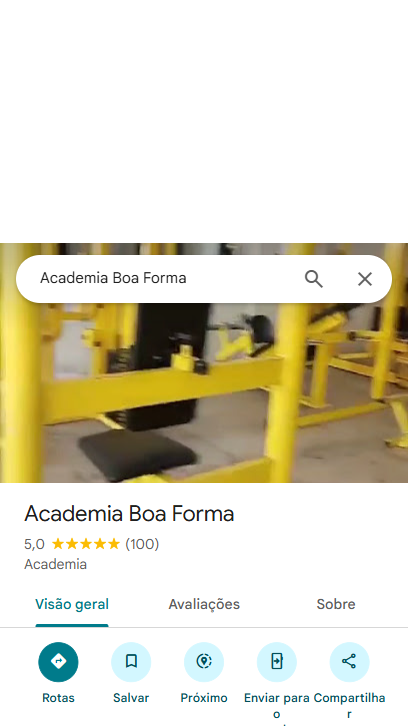 Academia Boa Forma
Academia Boa Forma
5,0 (100)
Academia
Visão geral Avaliações Sobre
Rotas Salvar Próximo Enviar para o Compartilhar